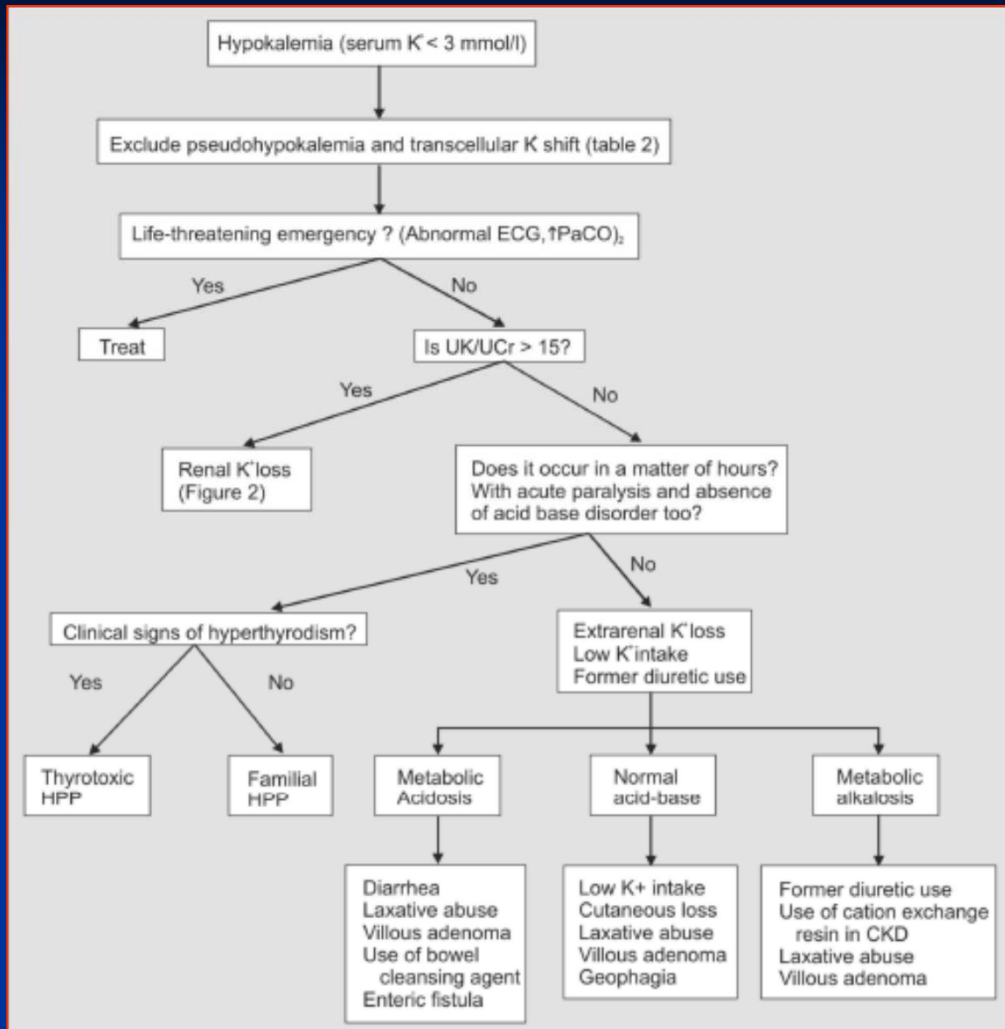 Hypokalemia (serum K⁺ < 3 mmol/l)
Exclude pseudohypokalemia and transcellular K⁺ shift (table 2)
Life-threatening emergency ? (Abnormal ECG,↑PaCO)₂
Yes
No
Treat
Is UK/UCr > 15?
Yes
No
Renal K⁺loss
(Figure 2)
Does it occur in a matter of hours?
With acute paralysis and absence
of acid base disorder too?
Yes
No
Clinical signs of hyperthyrodism?
Extrarenal K⁺loss
Low K⁺intake
Former diuretic use
Yes
No
Thyrotoxic
HPP
Familial
HPP
Metabolic
Acidosis
Normal
acid-base
Metabolic
alkalosis
Diarrhea
Laxative abuse
Villous adenoma
Use of bowel
cleansing agent
Enteric fistula
Low K+ intake
Cutaneous loss
Laxative abuse
Villous adenoma
Geophagia
Former diuretic use
Use of cation exchange
resin in CKD
Laxative abuse
Villous adenoma